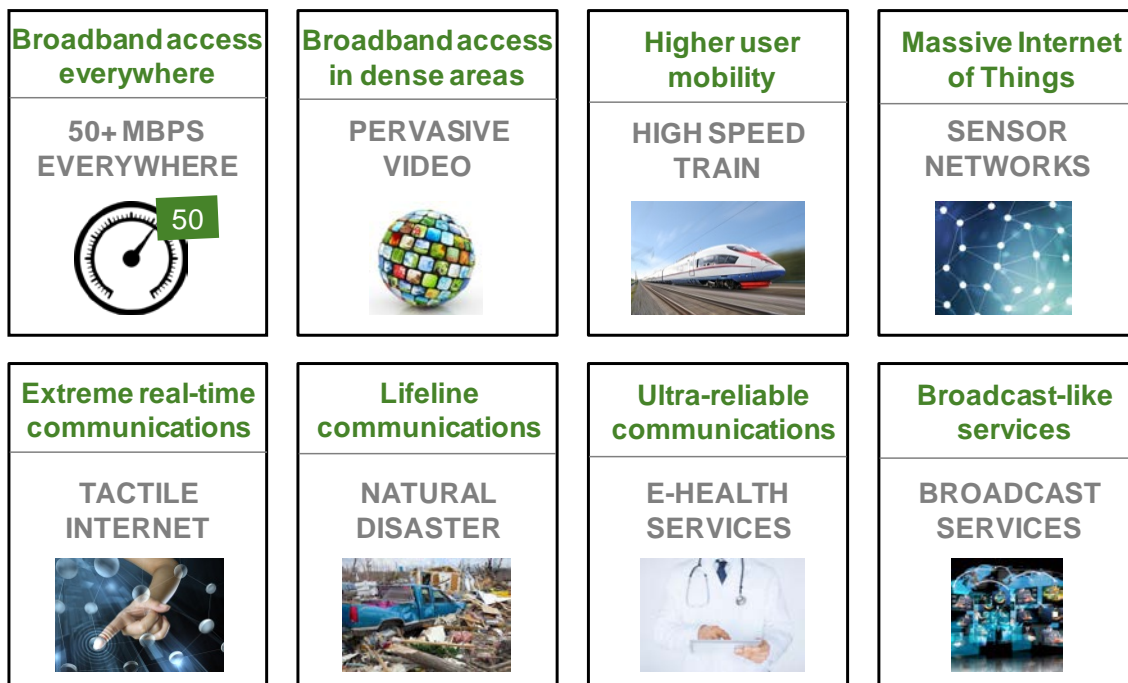 Broadband access
everywhere
50+ MBPS
EVERYWHERE
50
Broadband access
in dense areas
PERVASIVE
VIDEO
Higher user
mobility
HIGH SPEED
TRAIN
Massive Internet
of Things
SENSOR
NETWORKS
Extreme real-time
communications
TACTILE
INTERNET
Lifeline
communications
NATURAL
DISASTER
Ultra-reliable
communications
E-HEALTH
SERVICES
Broadcast-like
services
BROADCAST
SERVICES